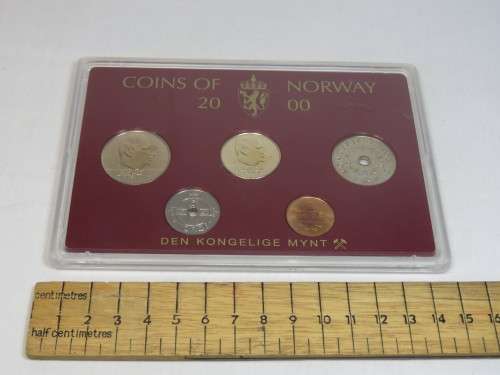 COINS OF NORWAY
20 00
DEN KONGELIGE MYNT
centimetres
1 2 3 4 5 6 7 8 9 10 11 12 13 14 15 16
half centimetres